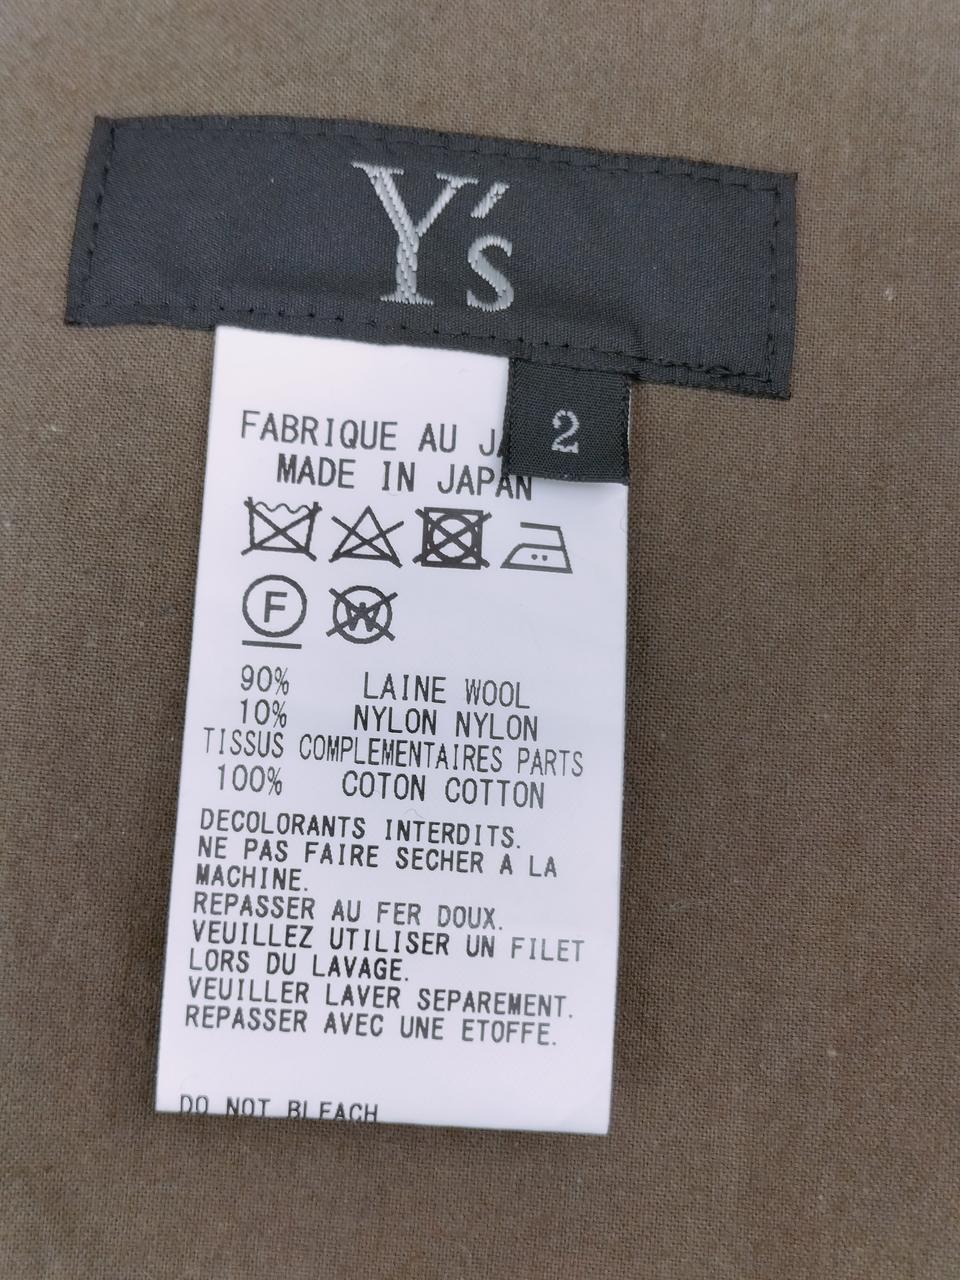 Y's
2
FABRIQUE AU
MADE IN JAPAN
F
W
90% LAINE WOOL
10% NYLON NYLON
TISSUS COMPLEMENTAIRES PARTS
100% COTON COTTON
DECOLORANTS INTERDITS.
NE PAS FAIRE SECHER A LA
MACHINE.
REPASSER AU FER DOUX.
VEUILLEZ UTILISER UN FILET
LORS DU LAVAGE.
VEUILLER LAVER SEPAREMENT.
REPASSER AVEC UNE ETOFFE.
DO NOT BLEACH